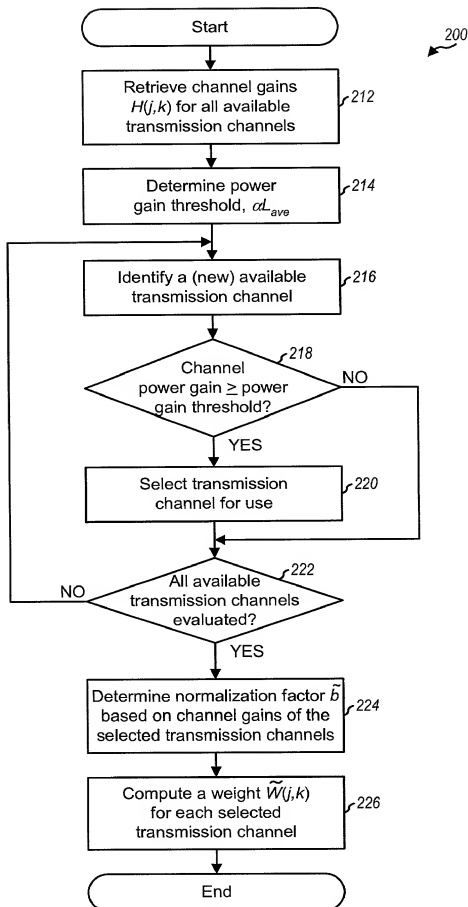 Start
200
Retrieve channel gains
H(j,k) for all available
transmission channels
212
Determine power
gain threshold, αL_ave
214
Identify a (new) available
transmission channel
216
218
Channel
power gain ≥ power
gain threshold?
NO
YES
Select transmission
channel for use
220
222
All available
transmission channels
evaluated?
NO
YES
Determine normalization factor b̃
based on channel gains of the
selected transmission channels
224
Compute a weight W̃(j,k)
for each selected
transmission channel
226
End